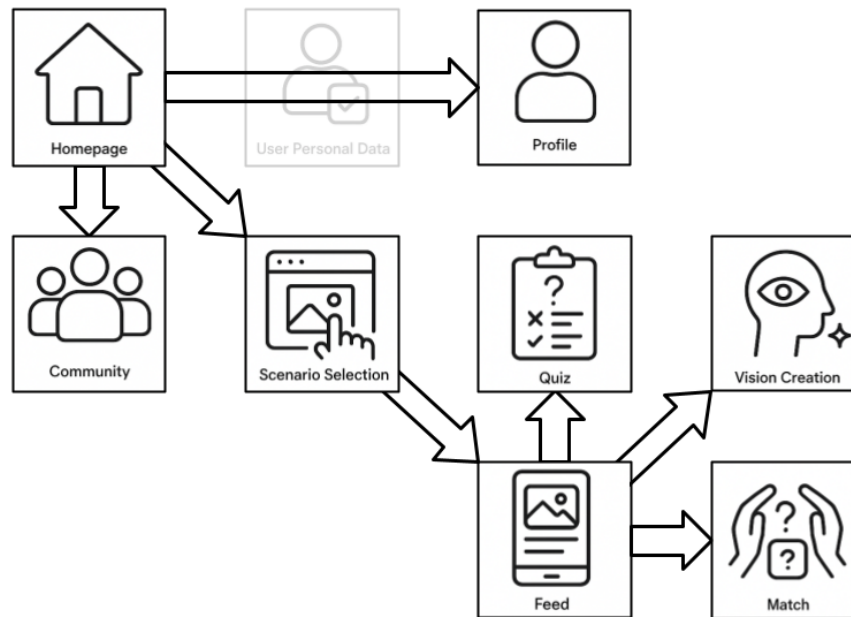 Homepage
User Personal Data
Profile
Community
Scenario Selection
Quiz
Vision Creation
?
Feed
?
?
Match